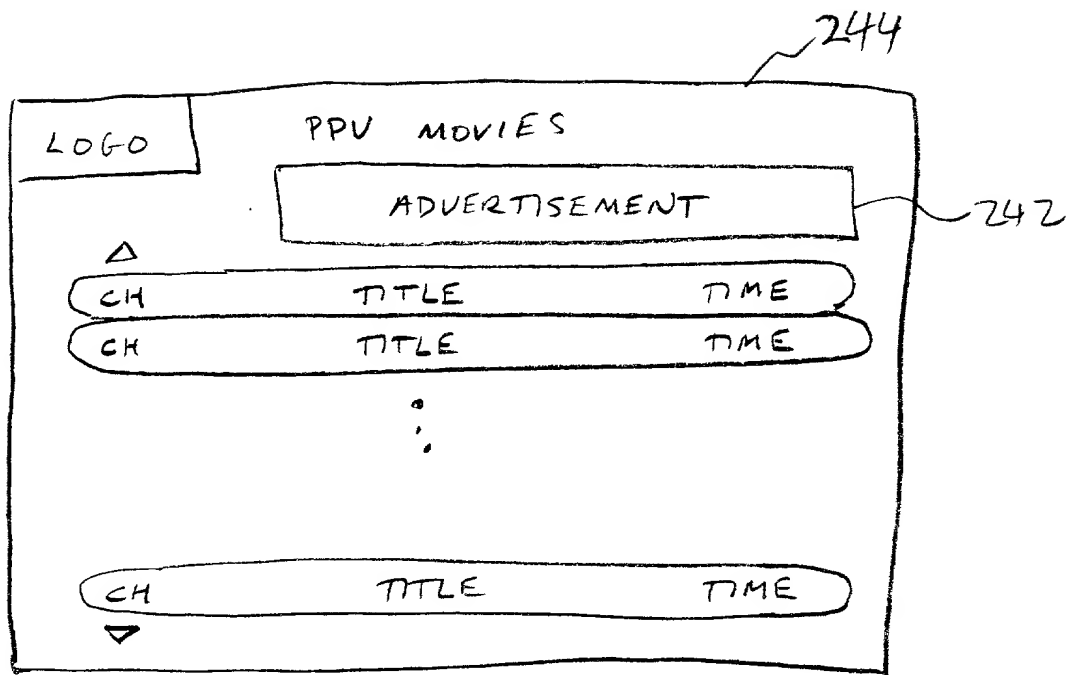 244
LOGO PPV MOVIES
ADVERTISEMENT
242
CH TITLE TIME
CH TITLE TIME
CH TITLE TIME